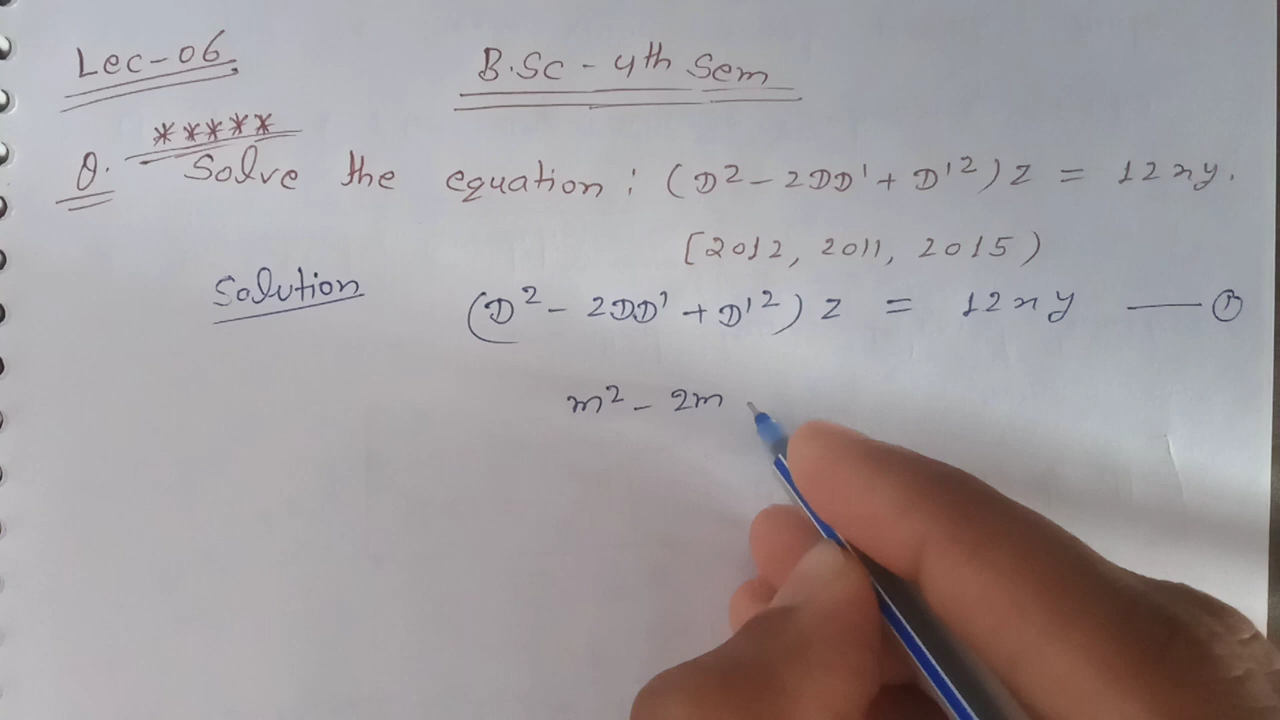 Lec-06
B.Sc - 4th Sem
*****
Q. Solve the equation : (D² - 2DD' + D'²) z = 12xy.
[2012, 2011, 2015)
Solution (D² - 2DD' + D'²) z = 12xy — ①
m² - 2m